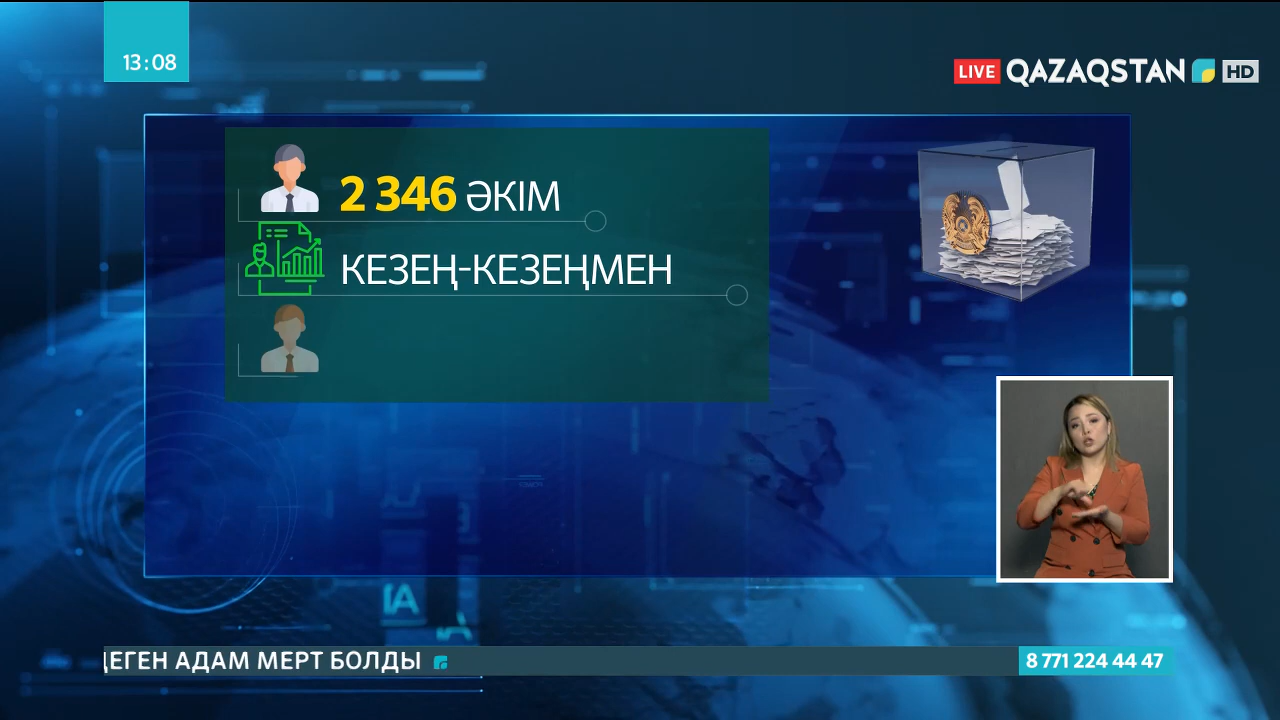 13:08
LIVE QAZAQSTAN HD
2 346 ӘКІМ
КЕЗЕҢ-КЕЗЕҢМЕН
ДЕГЕН АДАМ МЕРТ БОЛДЫ
8 771 224 44 47